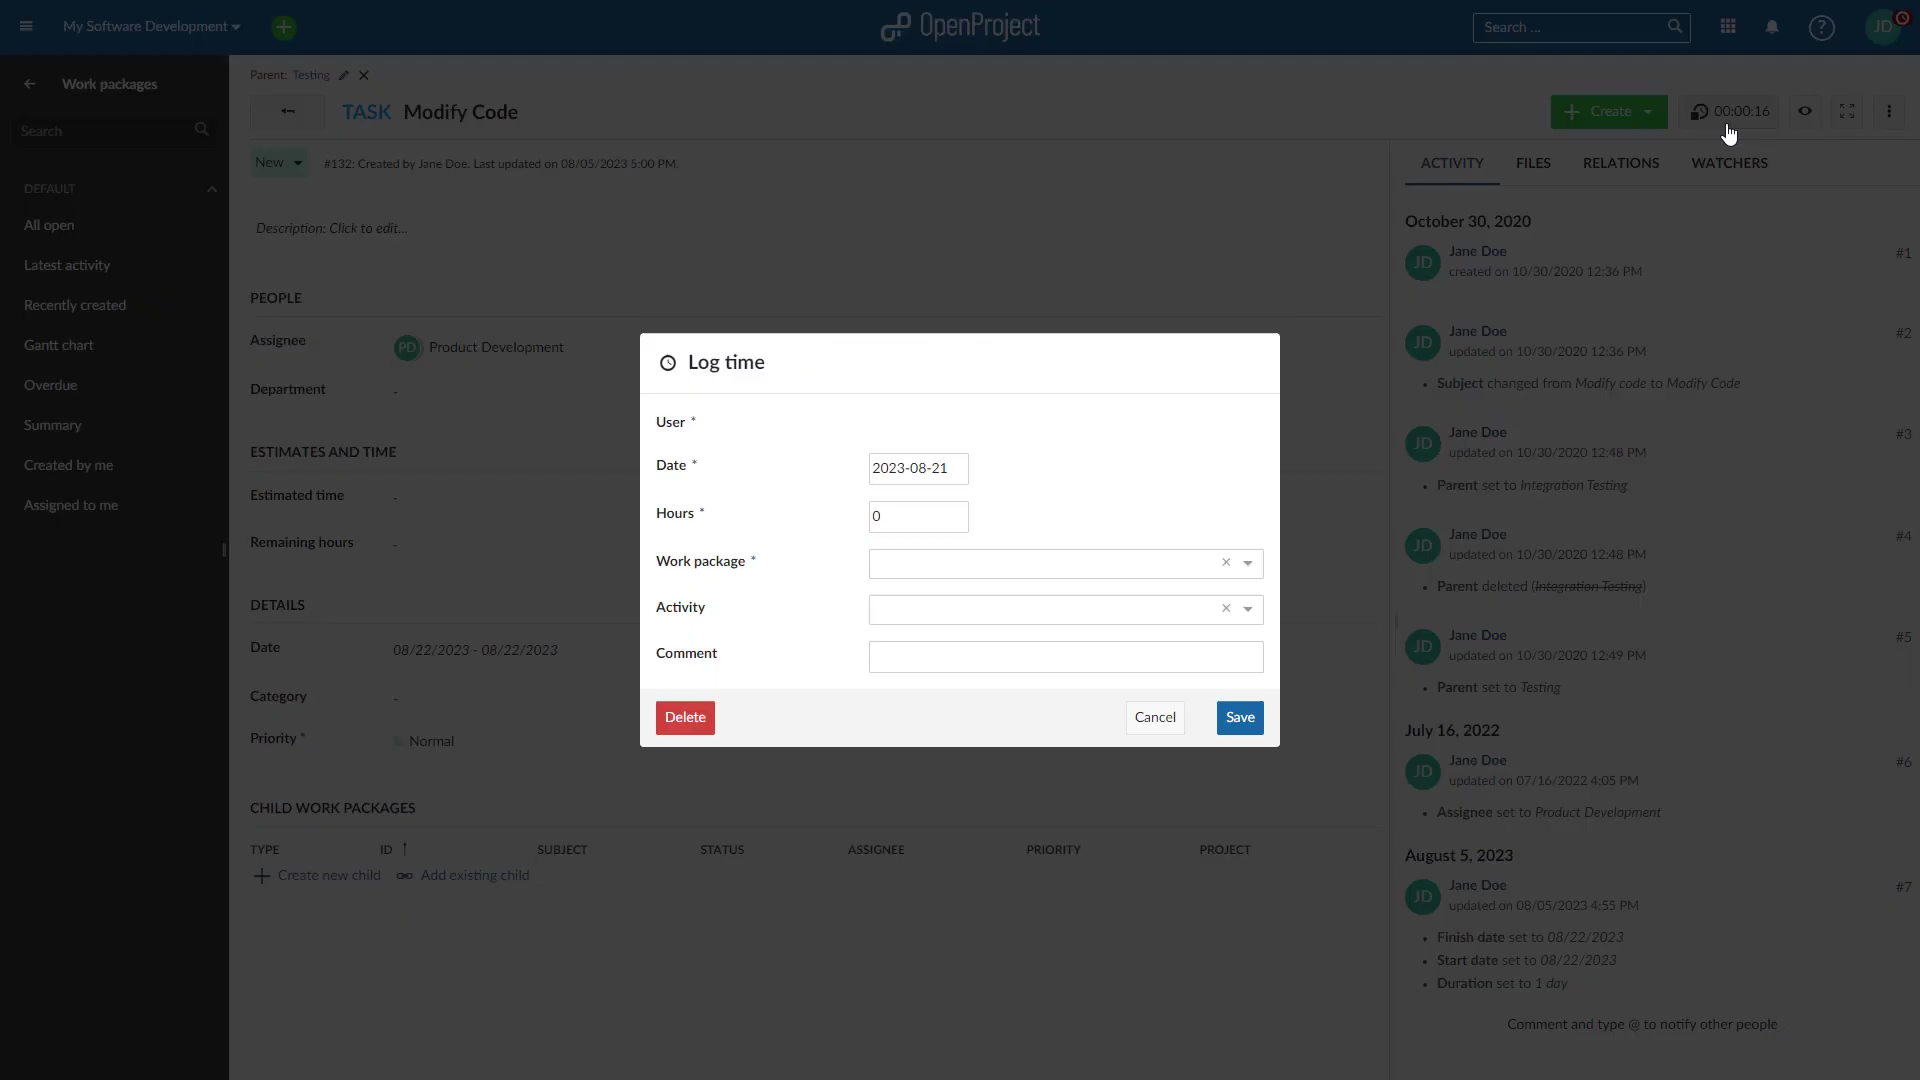 My Software Development
OpenProject
Search ...
JD
Work packages
Search
DEFAULT
All open
Latest activity
Recently created
Gantt chart
Overdue
Summary
Created by me
Assigned to me
Parent: Testing
TASK Modify Code
Create
00:00:16
New
#132: Created by Jane Doe. Last updated on 08/05/2023 5:00 PM.
Description: Click to edit...
PEOPLE
Assignee
PD Product Development
Department
-
ESTIMATES AND TIME
Estimated time
-
Remaining hours
-
DETAILS
Date
08/22/2023 - 08/22/2023
Category
-
Priority *
Normal
CHILD WORK PACKAGES
TYPE ID SUBJECT STATUS ASSIGNEE PRIORITY PROJECT
Create new child Add existing child
Log time
User *
Date *
2023-08-21
Hours *
0
Work package *
Activity
Comment
Delete
Cancel
Save
ACTIVITY FILES RELATIONS WATCHERS
October 30, 2020
JD Jane Doe #1
created on 10/30/2020 12:36 PM
JD Jane Doe #2
updated on 10/30/2020 12:36 PM
Subject changed from Modify code to Modify Code
JD Jane Doe #3
updated on 10/30/2020 12:48 PM
Parent set to Integration Testing
JD Jane Doe #4
updated on 10/30/2020 12:48 PM
Parent deleted (Integration Testing)
JD Jane Doe #5
updated on 10/30/2020 12:49 PM
Parent set to Testing
July 16, 2022
JD Jane Doe #6
updated on 07/16/2022 4:05 PM
Assignee set to Product Development
August 5, 2023
JD Jane Doe #7
updated on 08/05/2023 4:55 PM
Finish date set to 08/22/2023
Start date set to 08/22/2023
Duration set to 1 day
Comment and type @ to notify other people